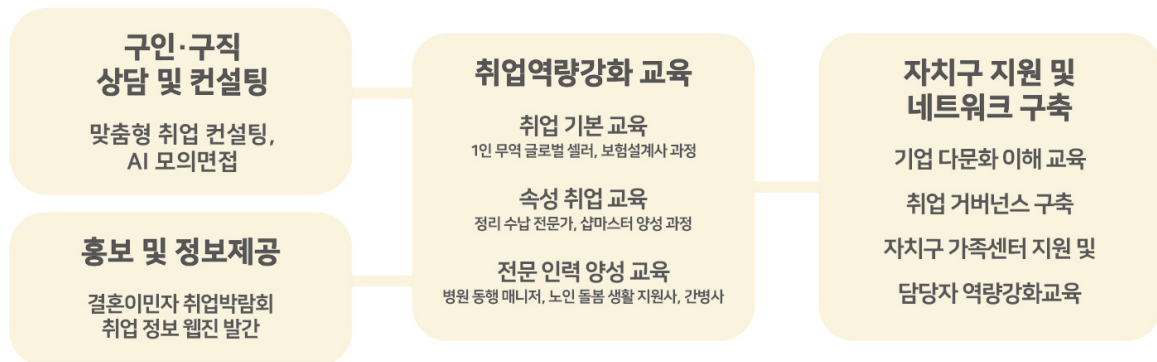 구인·구직
상담 및 컨설팅
맞춤형 취업 컨설팅,
AI 모의면접
홍보 및 정보제공
결혼이민자 취업박람회
취업 정보 웹진 발간
취업역량강화 교육
취업 기본 교육
1인 무역 글로벌 셀러, 보험설계사 과정
속성 취업 교육
정리 수납 전문가, 샵마스터 양성 과정
전문 인력 양성 교육
병원 동행 매니저, 노인 돌봄 생활 지원사, 간병사
자치구 지원 및
네트워크 구축
기업 다문화 이해 교육
취업 거버넌스 구축
자치구 가족센터 지원 및
담당자 역량강화교육